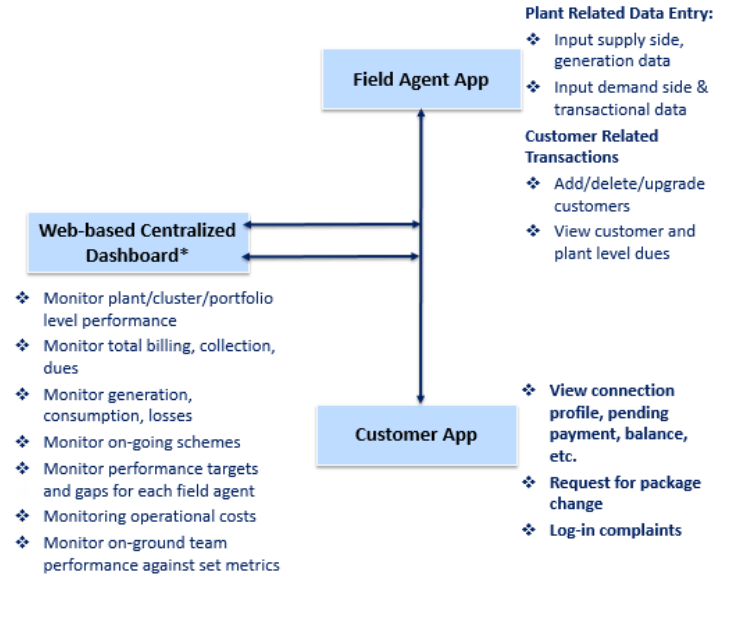 Plant Related Data Entry:
❖ Input supply side,
generation data
❖ Input demand side &
transactional data
Customer Related
Transactions
❖ Add/delete/upgrade
customers
❖ View customer and
plant level dues
Field Agent App
Web-based Centralized
Dashboard*
❖ Monitor plant/cluster/portfolio
level performance
❖ Monitor total billing, collection,
dues
❖ Monitor generation,
consumption, losses
❖ Monitor on-going schemes
❖ Monitor performance targets
and gaps for each field agent
❖ Monitoring operational costs
❖ Monitor on-ground team
performance against set metrics
Customer App
❖ View connection
profile, pending
payment, balance,
etc.
❖ Request for package
change
❖ Log-in complaints